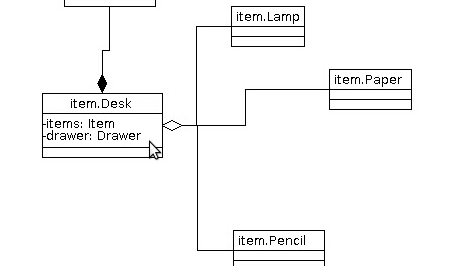 item.Lamp
item.Paper
item.Desk
-items: Item
-drawer: Drawer
item.Pencil